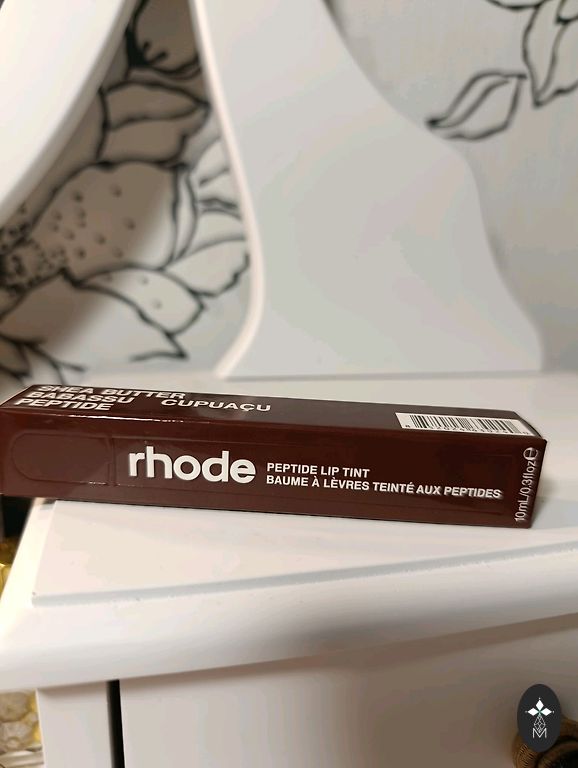 SHEA BUTTER
BABASSU CUPUAÇU
PEPTIDE
rhode
PEPTIDE LIP TINT
BAUME À LÈVRES TEINTÉ AUX PEPTIDES
10mL/0.3floz℮
M